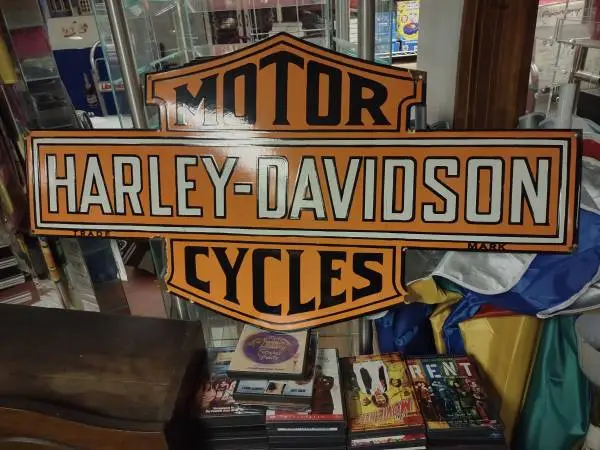 MOTOR
HARLEY-DAVIDSON
TRADE MARK
CYCLES
RENT